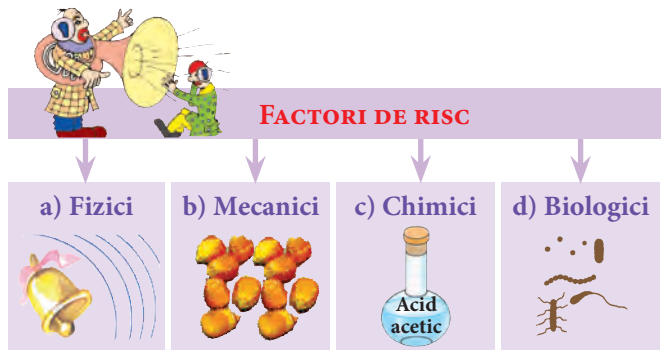 FACTORI DE RISC
a) Fizici
b) Mecanici
c) Chimici
d) Biologici
Acid
acetic